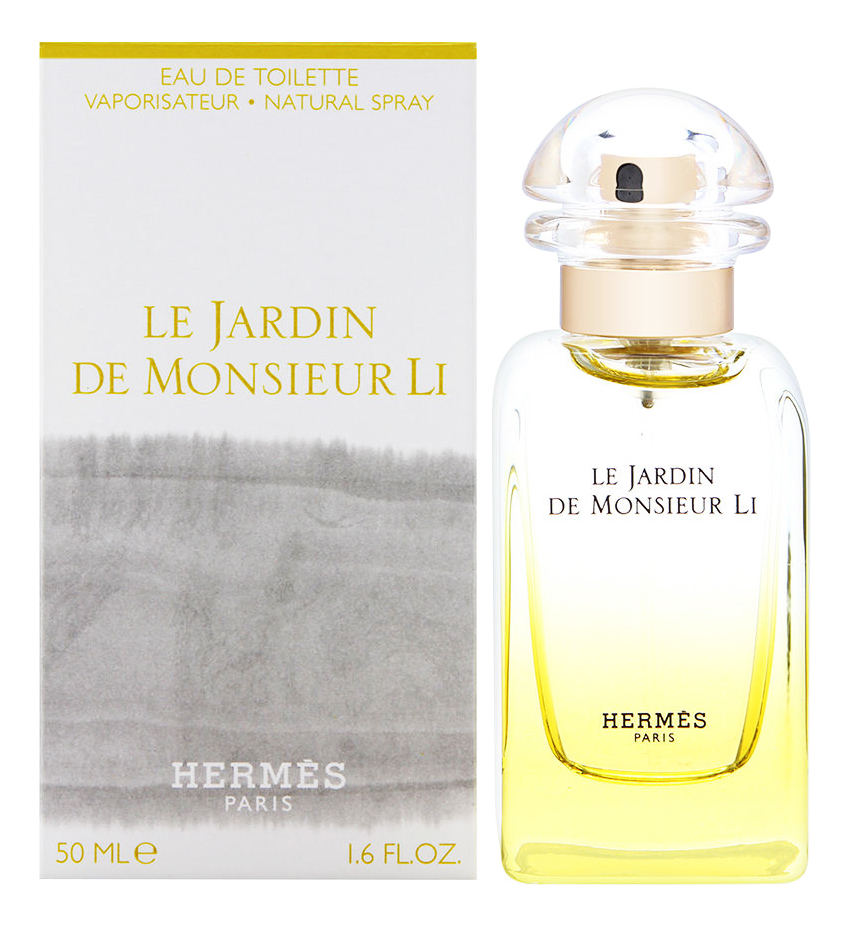 EAU DE TOILETTE
VAPORISATEUR • NATURAL SPRAY
LE JARDIN
DE MONSIEUR LI
HERMÈS
PARIS
50 ML ℮
1.6 FL.OZ.
LE JARDIN
DE MONSIEUR LI
HERMÈS
PARIS